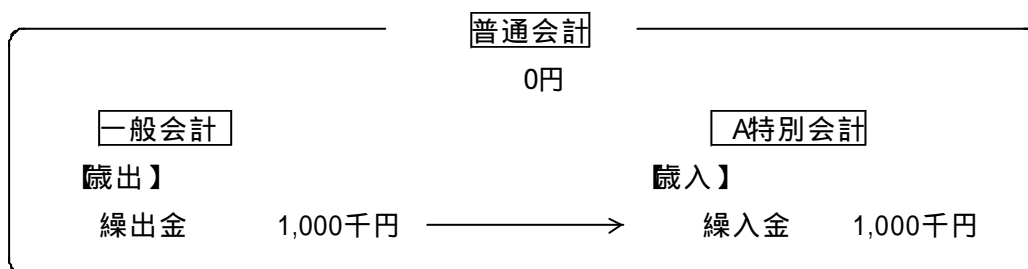 普通会計
0円
一般会計 A特別会計
【歳出】 【歳入】
繰出金 1,000千円 繰入金 1,000千円